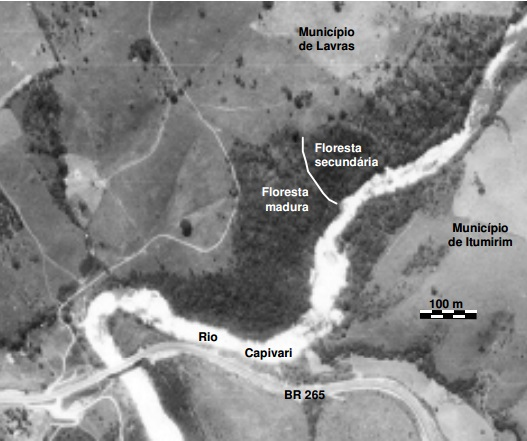 Município
de Lavras
Floresta
secundária
Floresta
madura
Município
de Itumirim
100 m
Rio
Capivari
BR 265